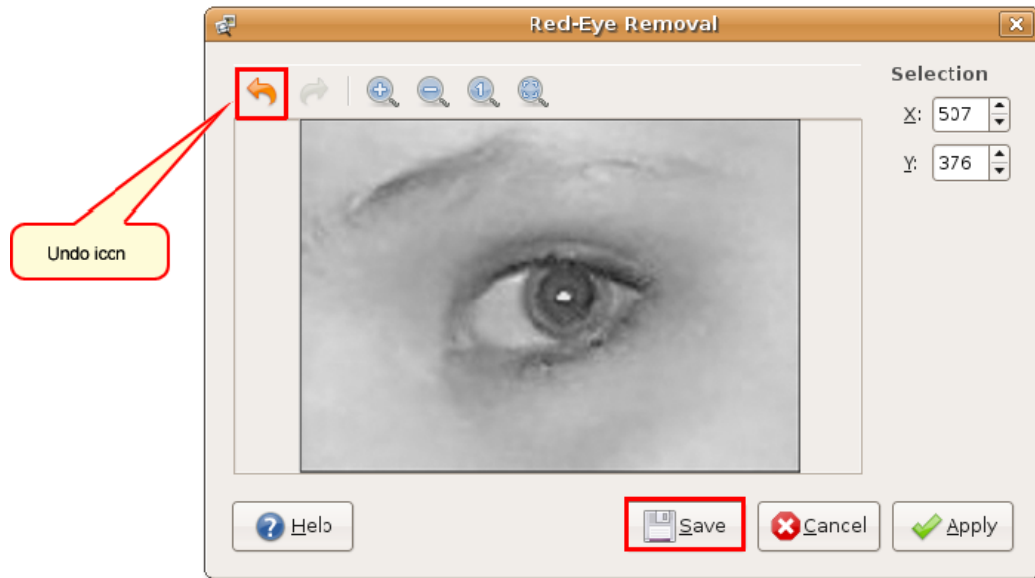 Red-Eye Removal
Selection
X: 507
Y: 376
Undo icon
Help
Save
Cancel
Apply